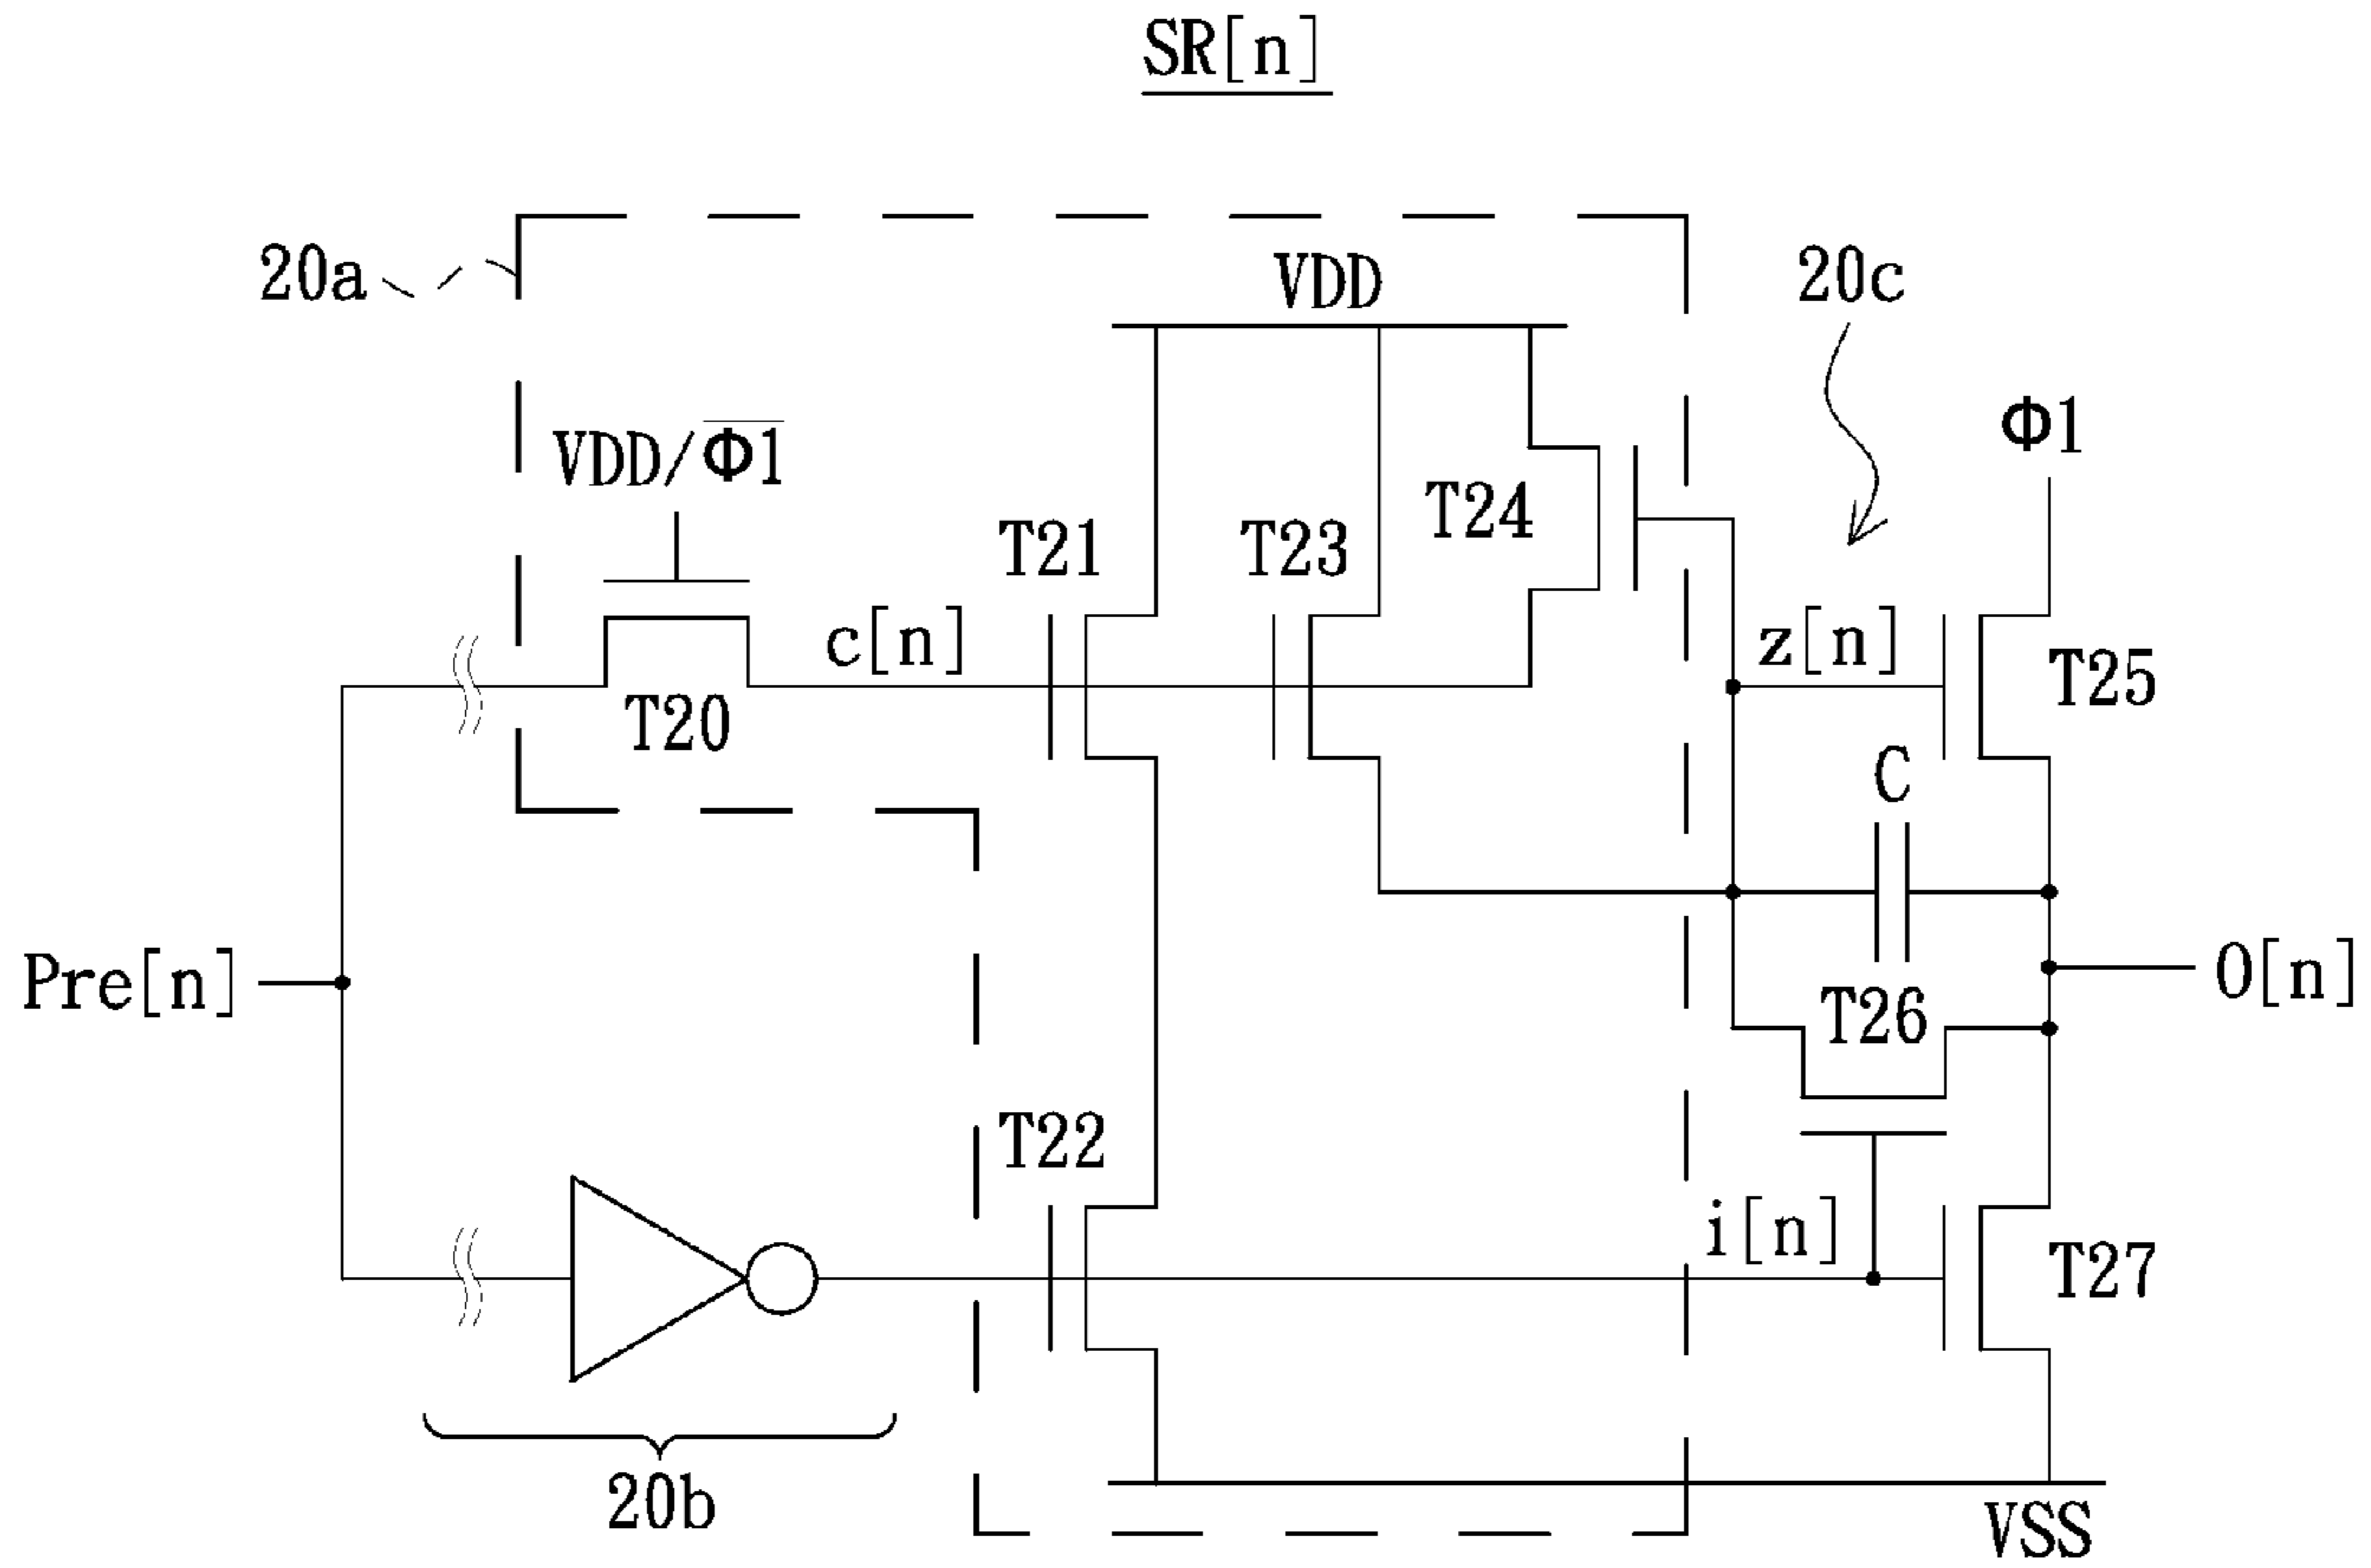 SR[n]
20a
VDD
20c
VDD/Φ1̅
Φ1
T21
T23
T24
c[n]
z[n]
T20
T25
C
Pre[n]
O[n]
T26
T22
i[n]
T27
20b
VSS